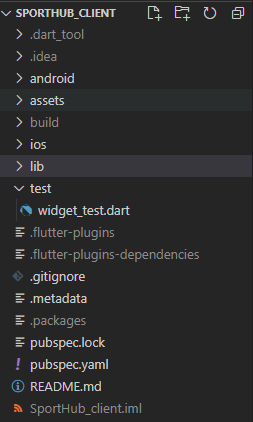 SPORTHUB_CLIENT
.dart_tool
.idea
android
assets
build
ios
lib
test
widget_test.dart
.flutter-plugins
.flutter-plugins-dependencies
.gitignore
.metadata
.packages
pubspec.lock
pubspec.yaml
README.md
SportHub_client.iml